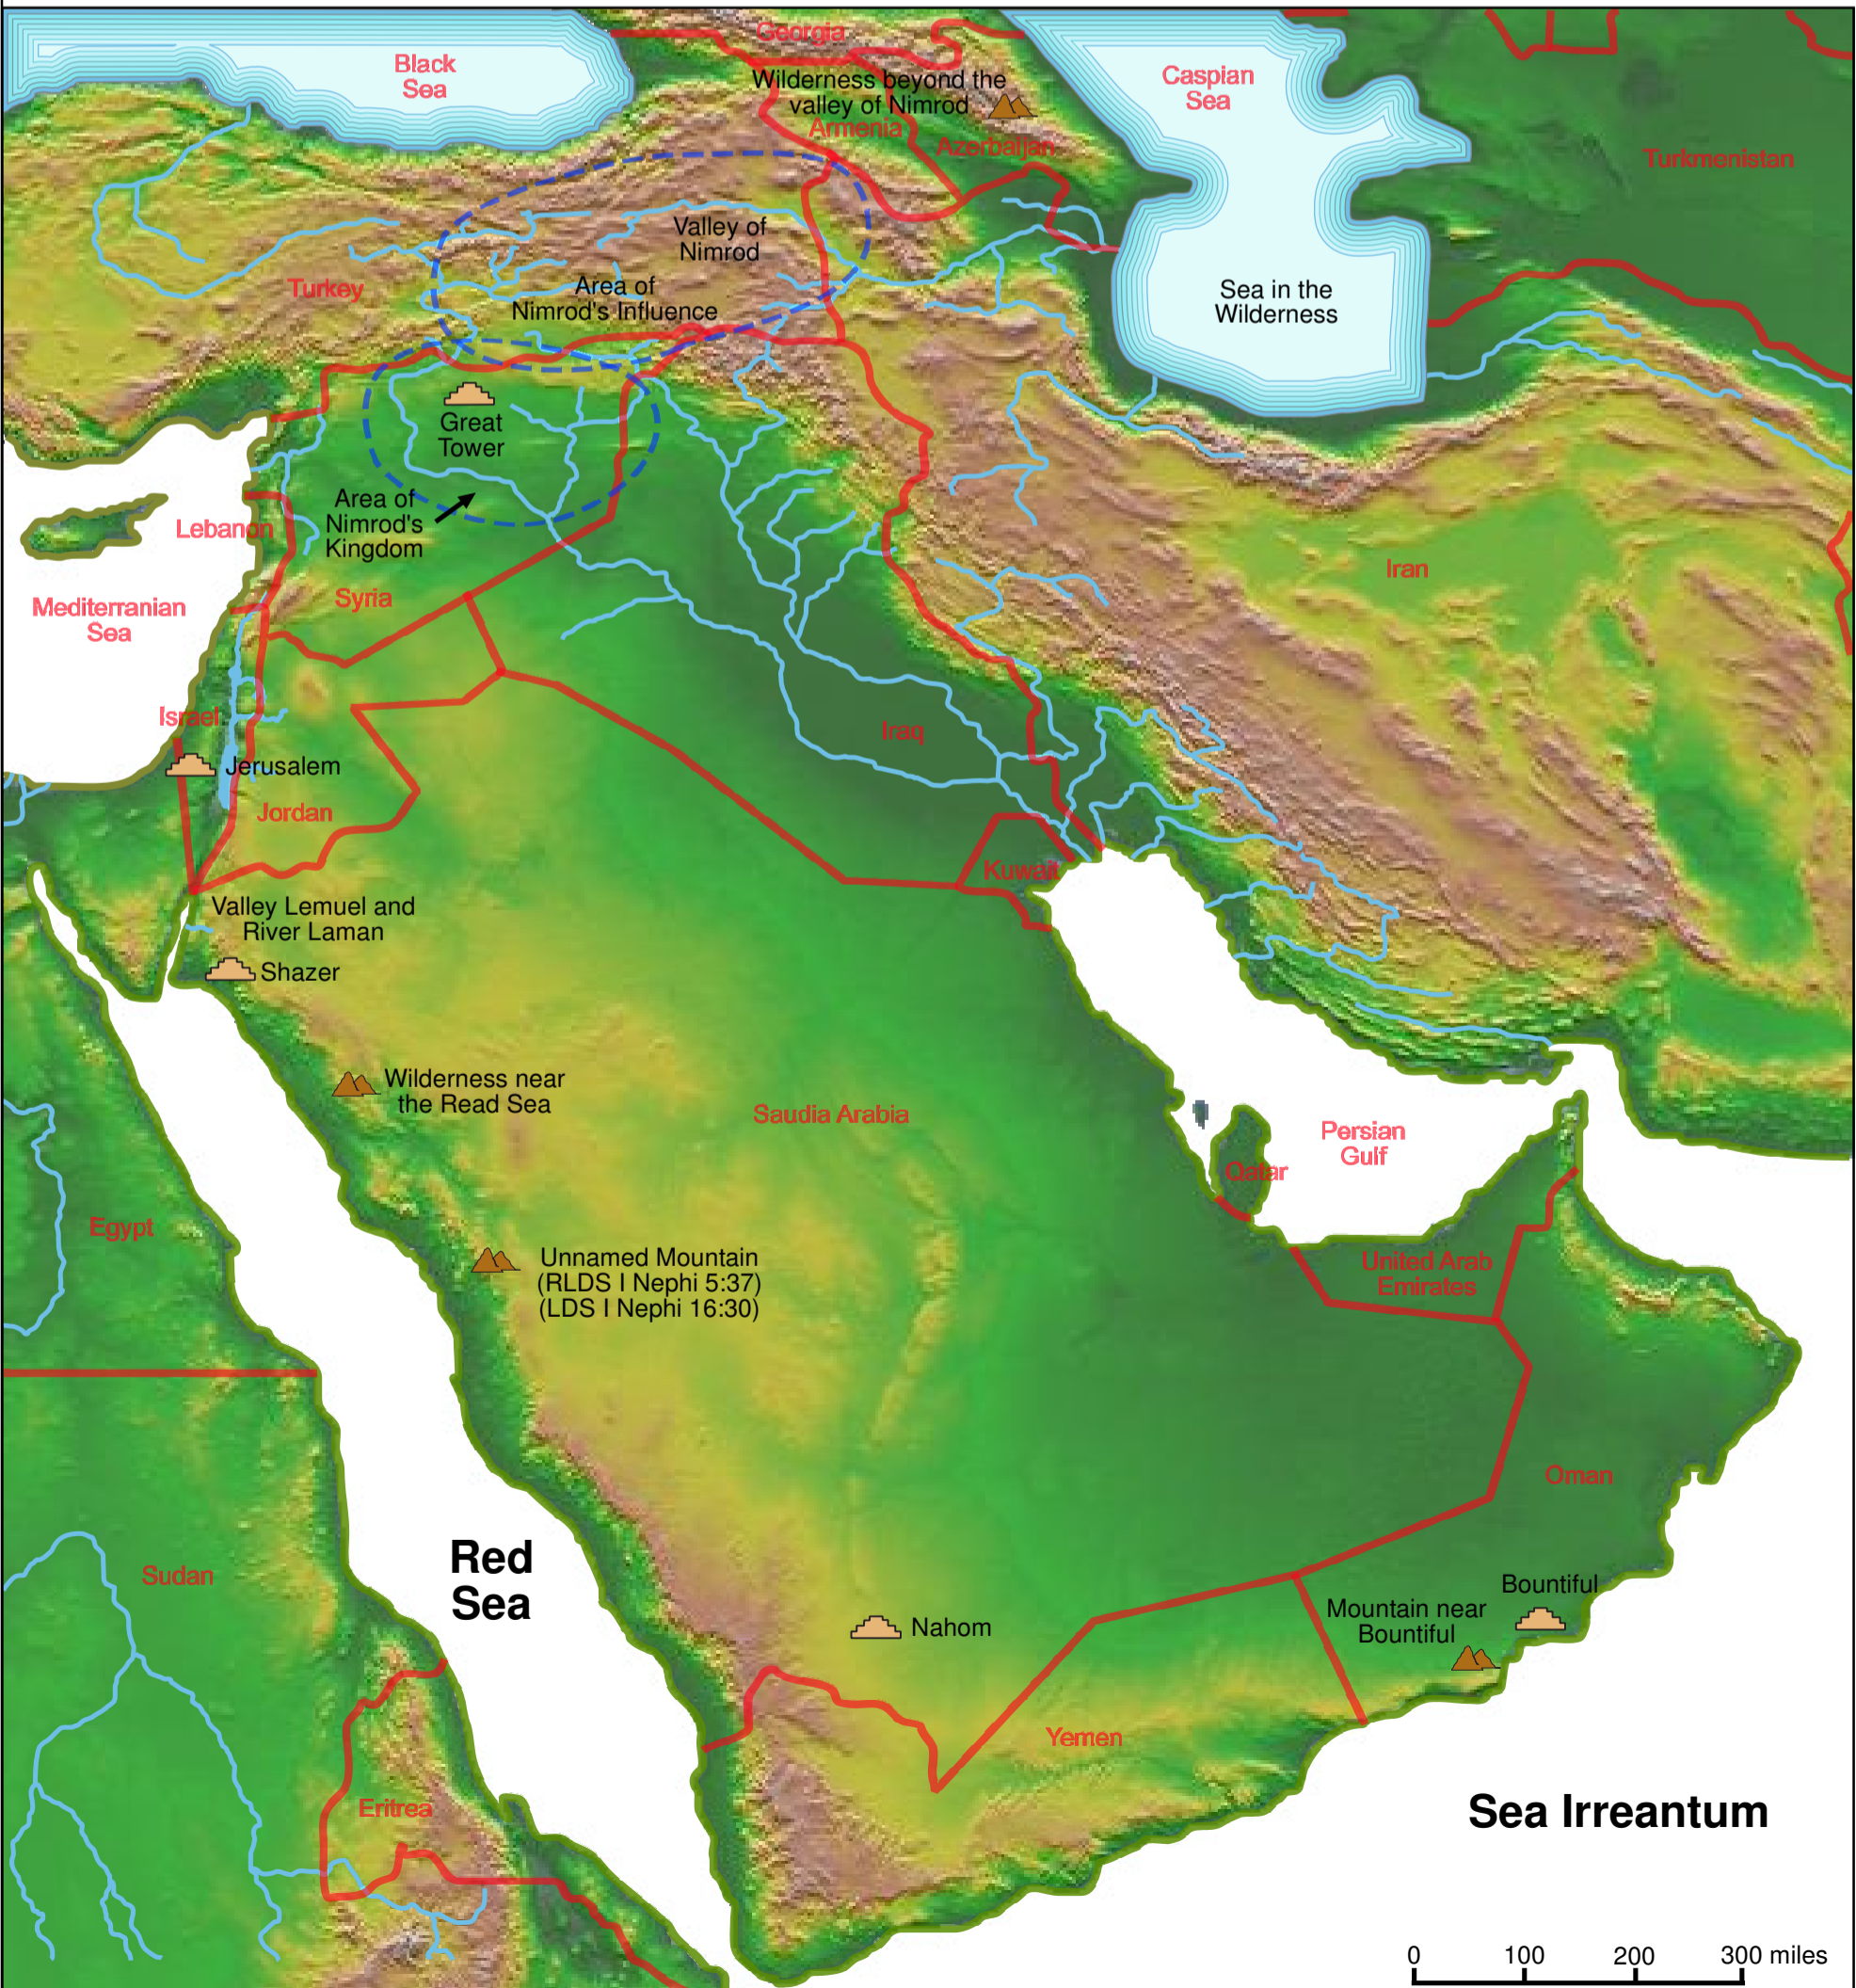 Georgia
Black
Sea
Caspian
Sea
Wilderness beyond the
valley of Nimrod
Armenia
Azerbaijan
Turkmenistan
Valley of
Nimrod
Turkey
Area of
Nimrod's Influence
Sea in the
Wilderness
Great
Tower
Area of
Nimrod's
Kingdom
Lebanon
Iran
Syria
Mediterranean
Sea
Israel
Iraq
Jerusalem
Jordan
Kuwait
Valley Lemuel and
River Laman
Shazer
Wilderness near
the Read Sea
Saudia Arabia
Persian
Gulf
Qatar
Egypt
Unnamed Mountain
(RLDS I Nephi 5:37)
(LDS I Nephi 16:30)
United Arab
Emirates
Oman
Red
Sea
Sudan
Bountiful
Mountain near
Bountiful
Nahom
Yemen
Eritrea
Sea Irreantum
0 100 200 300 miles